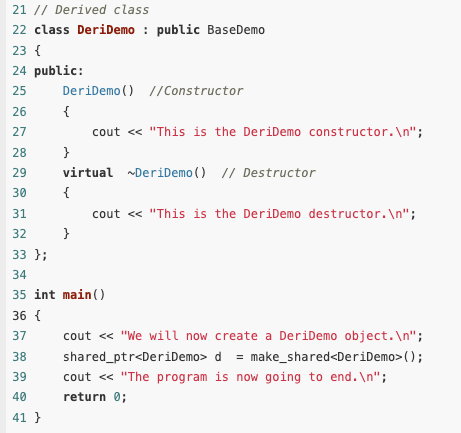 21 // Derived class
22 class DeriDemo : public BaseDemo
23 {
24 public:
25     DeriDemo()  //Constructor
26     {
27         cout << "This is the DeriDemo constructor.\n";
28     }
29     virtual  ~DeriDemo()  // Destructor
30     {
31         cout << "This is the DeriDemo destructor.\n";
32     }
33 };
34
35 int main()
36 {
37     cout << "We will now create a DeriDemo object.\n";
38     shared_ptr<DeriDemo> d  = make_shared<DeriDemo>();
39     cout << "The program is now going to end.\n";
40     return 0;
41 }